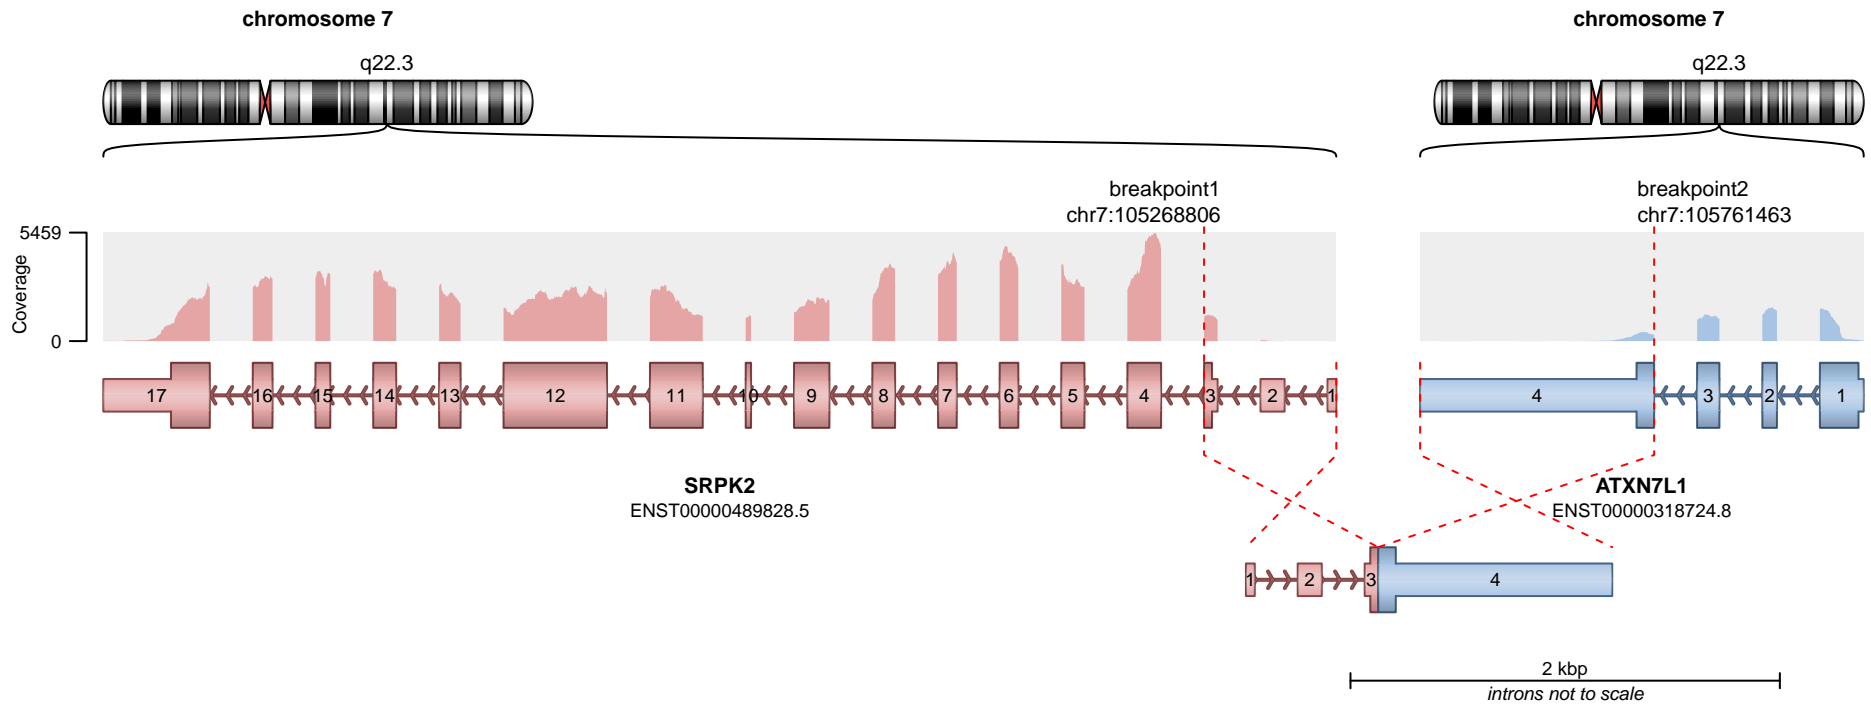 chromosome 7
chromosome 7
q22.3
q22.3
breakpoint1
chr7:105268806
breakpoint2
chr7:105761463
5459
Coverage
0
17 16 15 14 13 12 11 10 9 8 7 6 5 4 3 2 1
4 3 2 1
SRPK2
ENST00000489828.5
ATXN7L1
ENST00000318724.8
1 2 3 4
2 kbp
introns not to scale